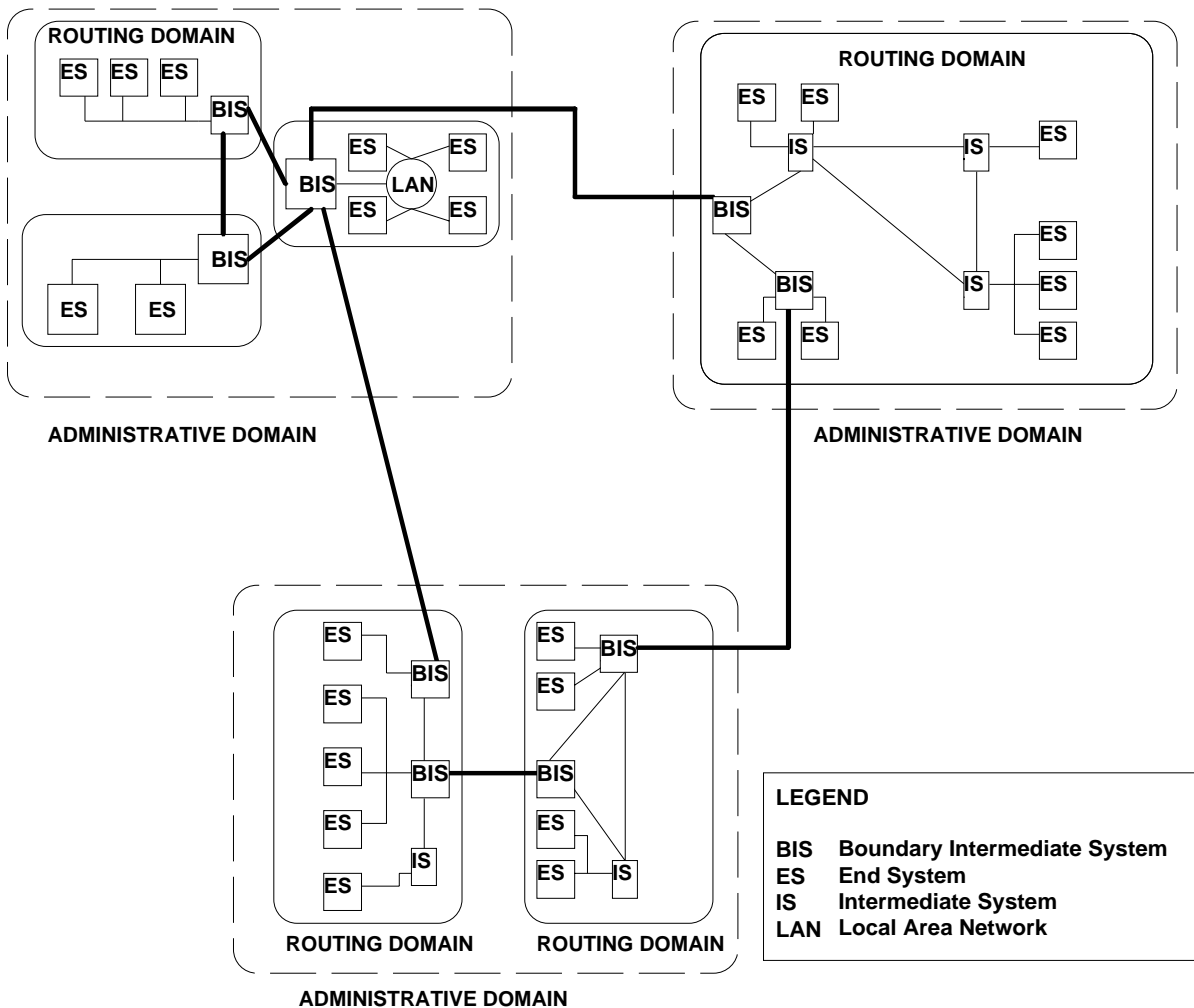 ROUTING DOMAIN
ES ES ES
BIS
ES ES
BIS LAN
ES ES
BIS
ES ES
ADMINISTRATIVE DOMAIN
ROUTING DOMAIN
ES ES
IS IS ES
BIS
ES
BIS IS ES
ES ES ES
ADMINISTRATIVE DOMAIN
ES
BIS
ES
ES BIS
ES
IS
ES
ROUTING DOMAIN
ES
BIS
ES
BIS
ES
ES IS
ROUTING DOMAIN
ADMINISTRATIVE DOMAIN
LEGEND
BIS Boundary Intermediate System
ES End System
IS Intermediate System
LAN Local Area Network